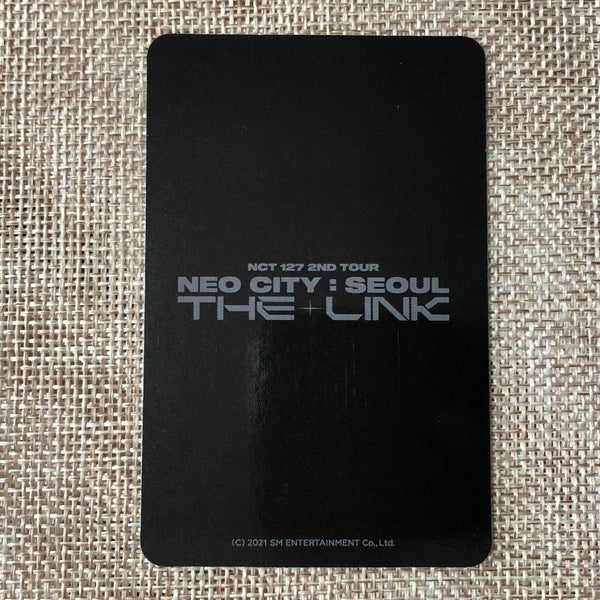 NCT 127 2ND TOUR
NEO CITY : SEOUL
THE + LINK
(C) 2021 SM ENTERTAINMENT Co.,Ltd.